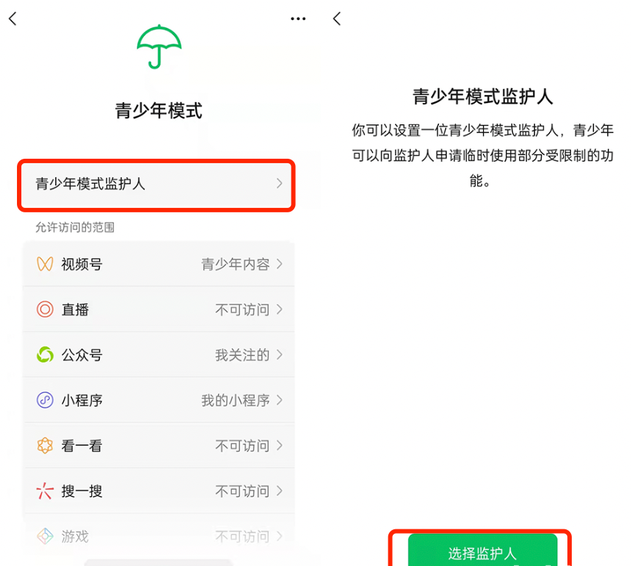 青少年模式
青少年模式监护人
允许访问的范围
视频号 青少年内容
直播 不可访问
公众号 我关注的
小程序 我的小程序
看一看 不可访问
搜一搜 不可访问
游戏 不可访问
青少年模式监护人
你可以设置一位青少年模式监护人，青少年
可以向监护人申请临时使用部分受限制的功
能。
选择监护人